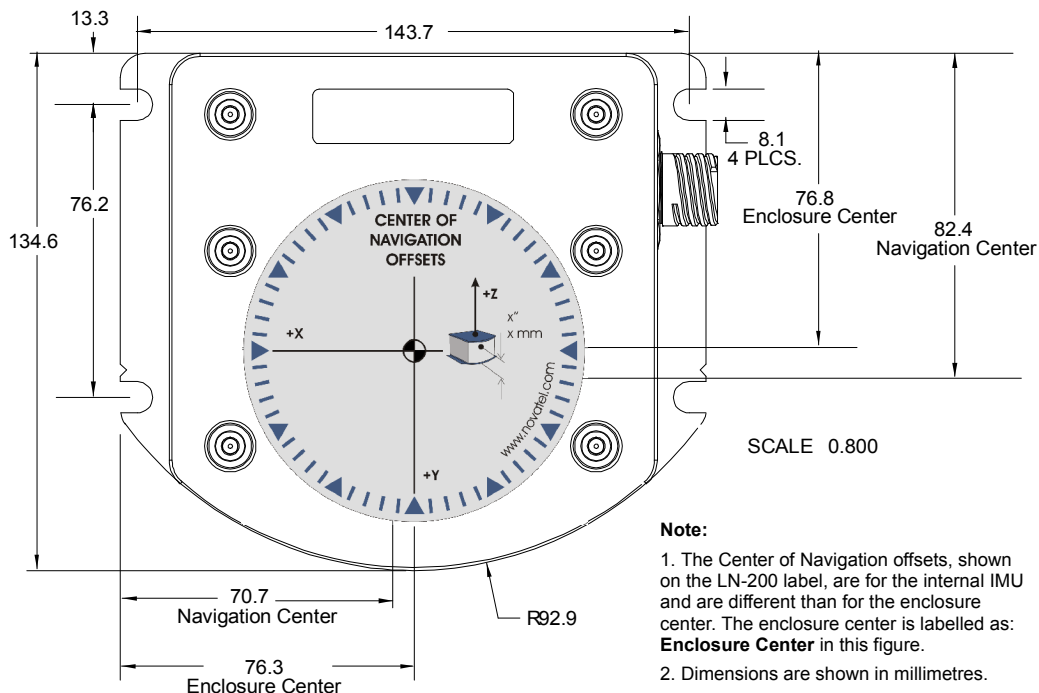 13.3
143.7
134.6
76.2
8.1
4 PLCS.
76.8
Enclosure Center
82.4
Navigation Center
CENTER OF
NAVIGATION
OFFSETS
+Z
x"
x mm
+X
www.novatel.com
+Y
SCALE 0.800
70.7
Navigation Center
R92.9
76.3
Enclosure Center
Note:
1. The Center of Navigation offsets, shown
on the LN-200 label, are for the internal IMU
and are different than for the enclosure
center. The enclosure center is labelled as:
Enclosure Center in this figure.
2. Dimensions are shown in millimetres.